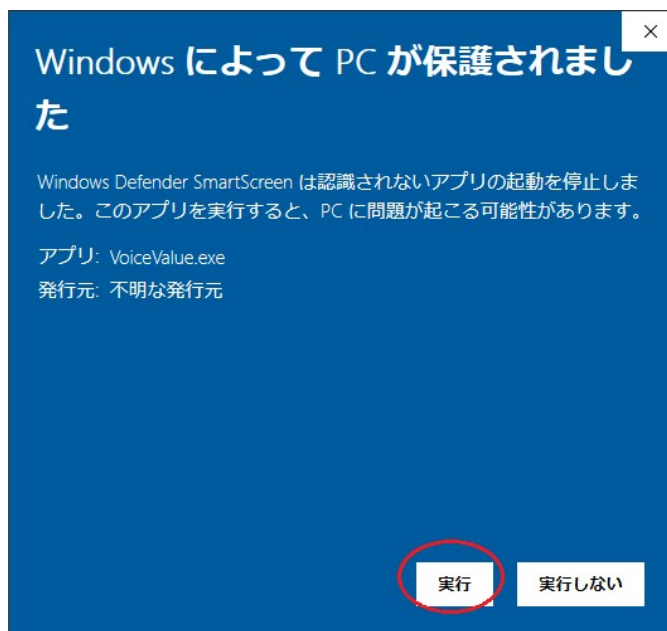 Windows によって PC が保護されまし
た
Windows Defender SmartScreen は認識されないアプリの起動を停止しま
した。このアプリを実行すると、PC に問題が起こる可能性があります。
アプリ: VoiceValue.exe
発行元: 不明な発行元
実行 実行しない